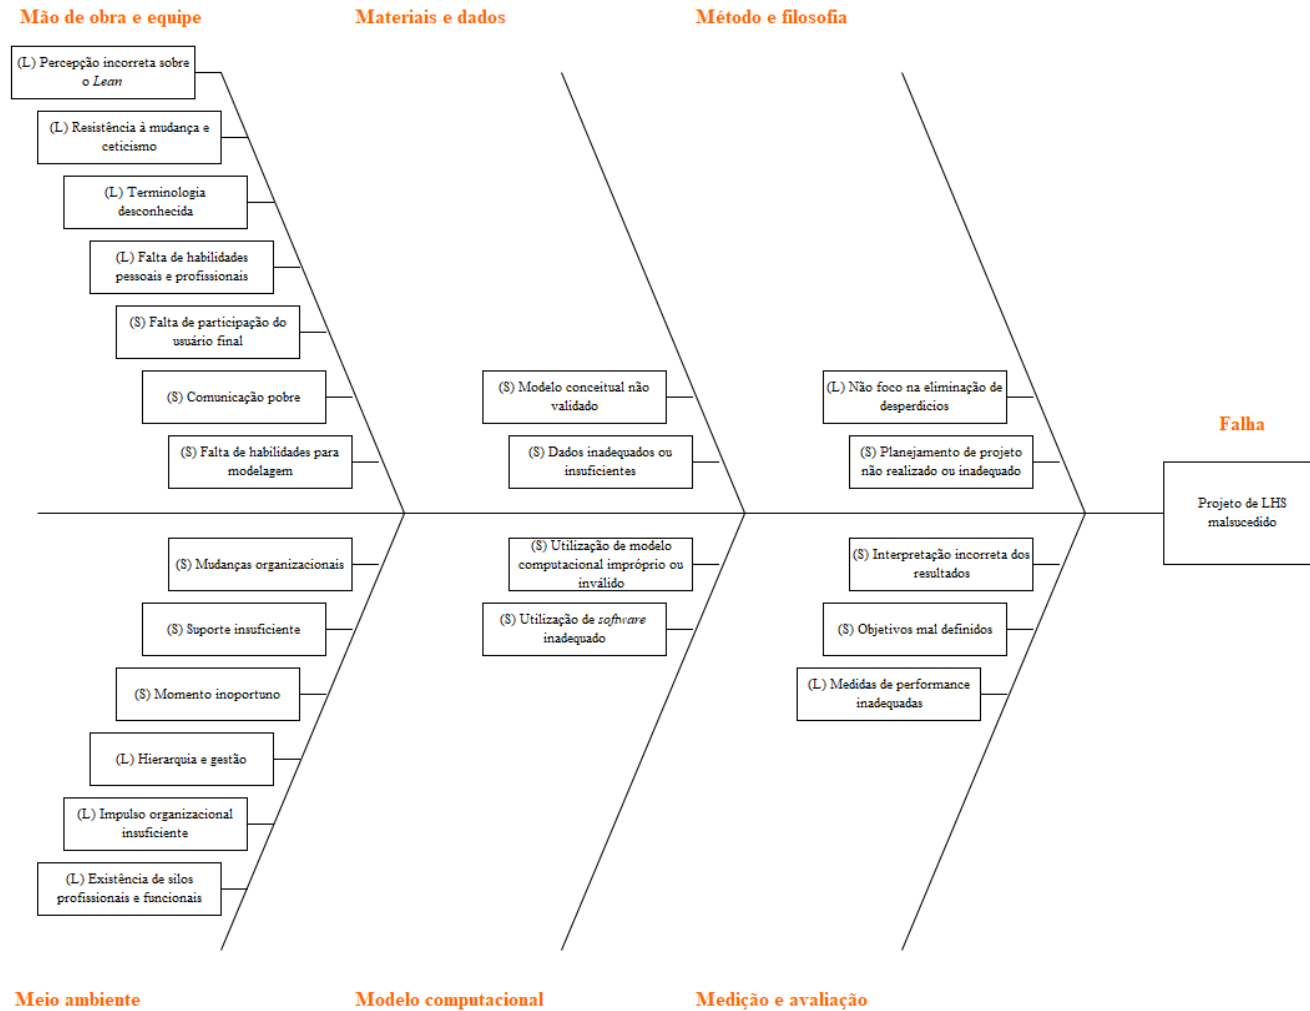 Mão de obra e equipe
Materiais e dados
Método e filosofia
(L) Percepção incorreta sobre
o Lean
(L) Resistência à mudança e
ceticismo
(L) Terminologia
desconhecida
(L) Falta de habilidades
pessoais e profissionais
(S) Falta de participação do
usuário final
(S) Comunicação pobre
(S) Falta de habilidades para
modelagem
(S) Modelo conceitual não
validado
(S) Dados inadequados ou
insuficientes
(L) Não foco na eliminação de
desperdícios
(S) Planejamento de projeto
não realizado ou inadequado
Falha
Projeto de LHS
malsucedido
(S) Mudanças organizacionais
(S) Suporte insuficiente
(S) Momento inoportuno
(L) Hierarquia e gestão
(L) Impulso organizacional
insuficiente
(L) Existência de silos
profissionais e funcionais
(S) Utilização de modelo
computacional impróprio ou
inválido
(S) Utilização de software
inadequado
(S) Interpretação incorreta dos
resultados
(S) Objetivos mal definidos
(L) Medidas de performance
inadequadas
Meio ambiente
Modelo computacional
Medição e avaliação